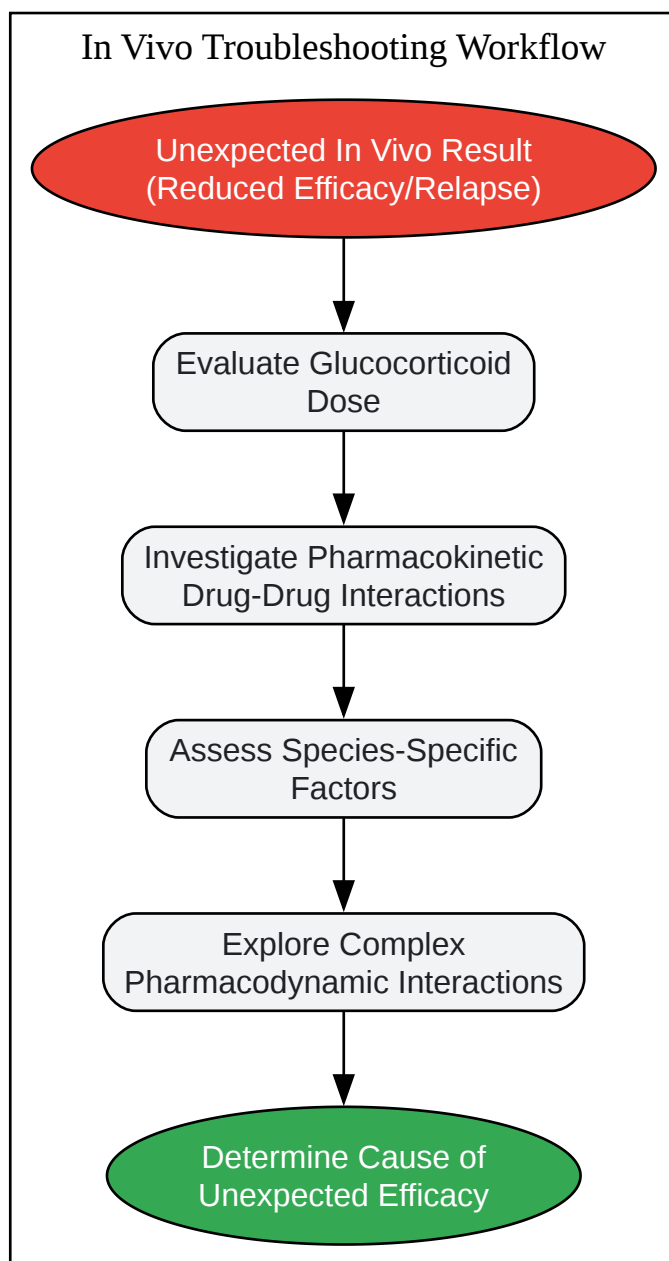 In Vivo Troubleshooting Workflow
Unexpected In Vivo Result
(Reduced Efficacy/Relapse)
Evaluate Glucocorticoid
Dose
Investigate Pharmacokinetic
Drug-Drug Interactions
Assess Species-Specific
Factors
Explore Complex
Pharmacodynamic Interactions
Determine Cause of
Unexpected Efficacy